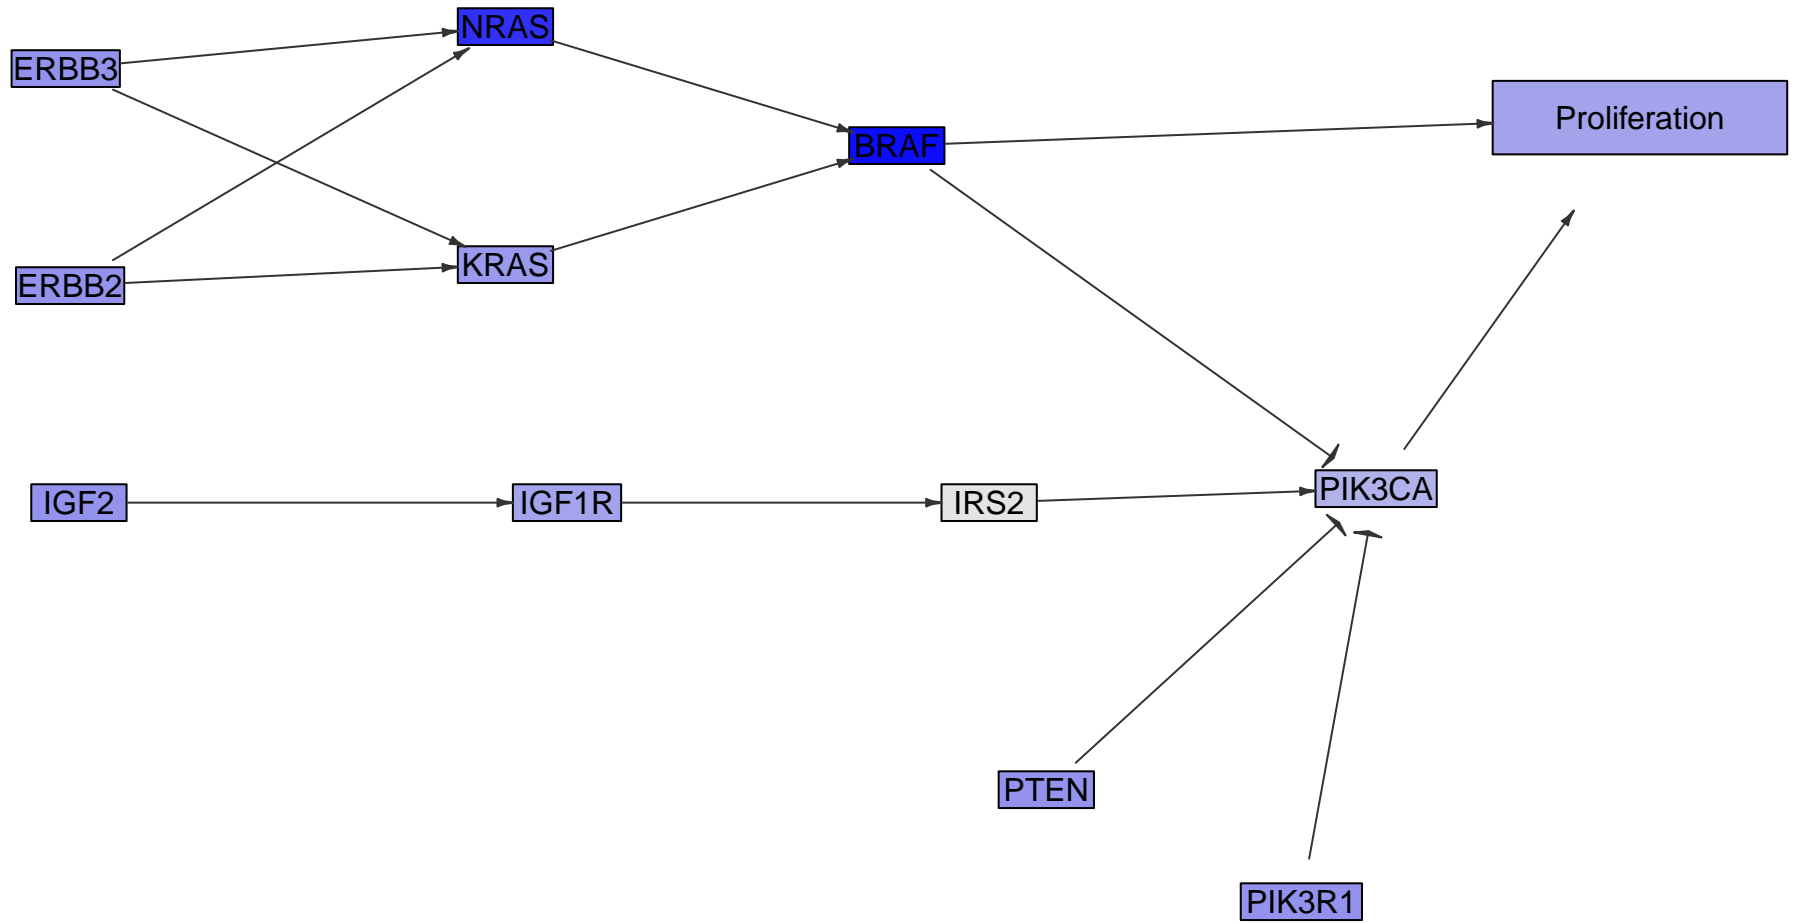 NRAS
ERBB3
Proliferation
BRAF
KRAS
ERBB2
IGF2
IGF1R
IRS2
PIK3CA
PTEN
PIK3R1